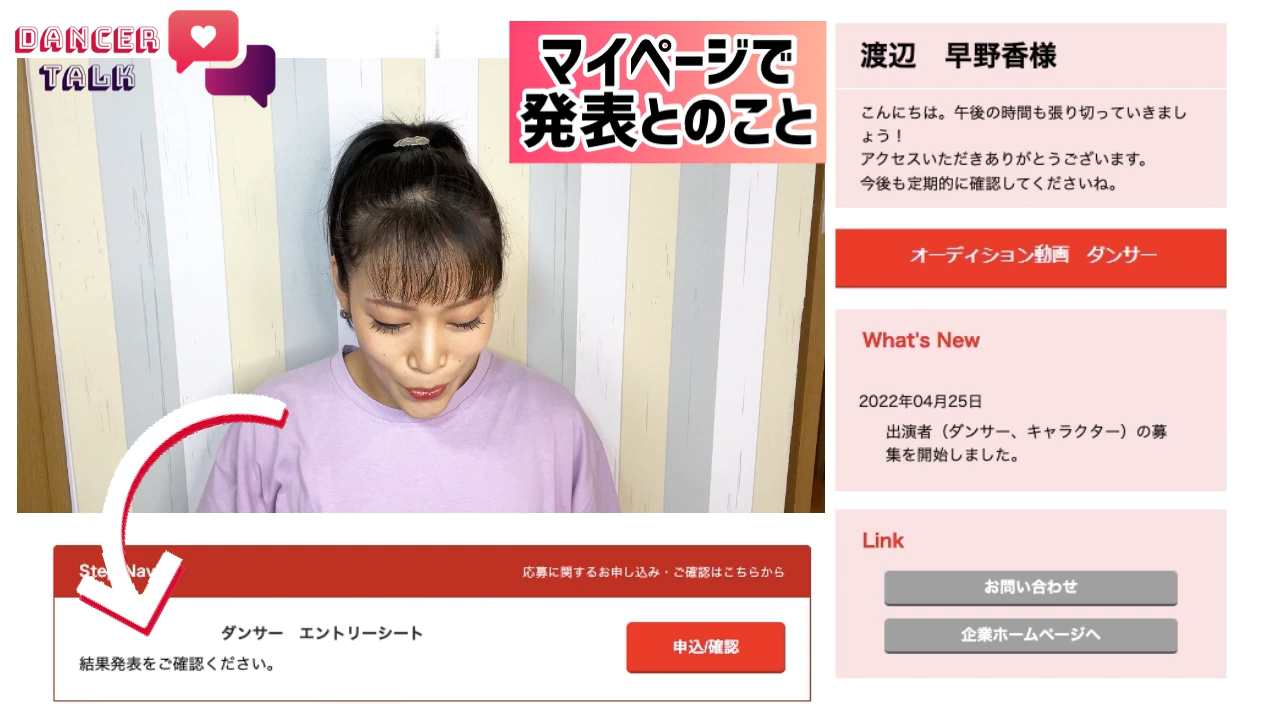 DANCER
TALK
マイページで
発表とのこと
渡辺　早野香様
こんにちは。午後の時間も張り切っていきまし
ょう！
アクセスいただきありがとうございます。
今後も定期的に確認してくださいね。
オーディション動画　ダンサー
What's New
2022年04月25日
出演者（ダンサー、キャラクター）の募
集を開始しました。
Link
お問い合わせ
企業ホームページへ
応募に関するお申し込み・ご確認はこちらから
ダンサー　エントリーシート
結果発表をご確認ください。
申込/確認